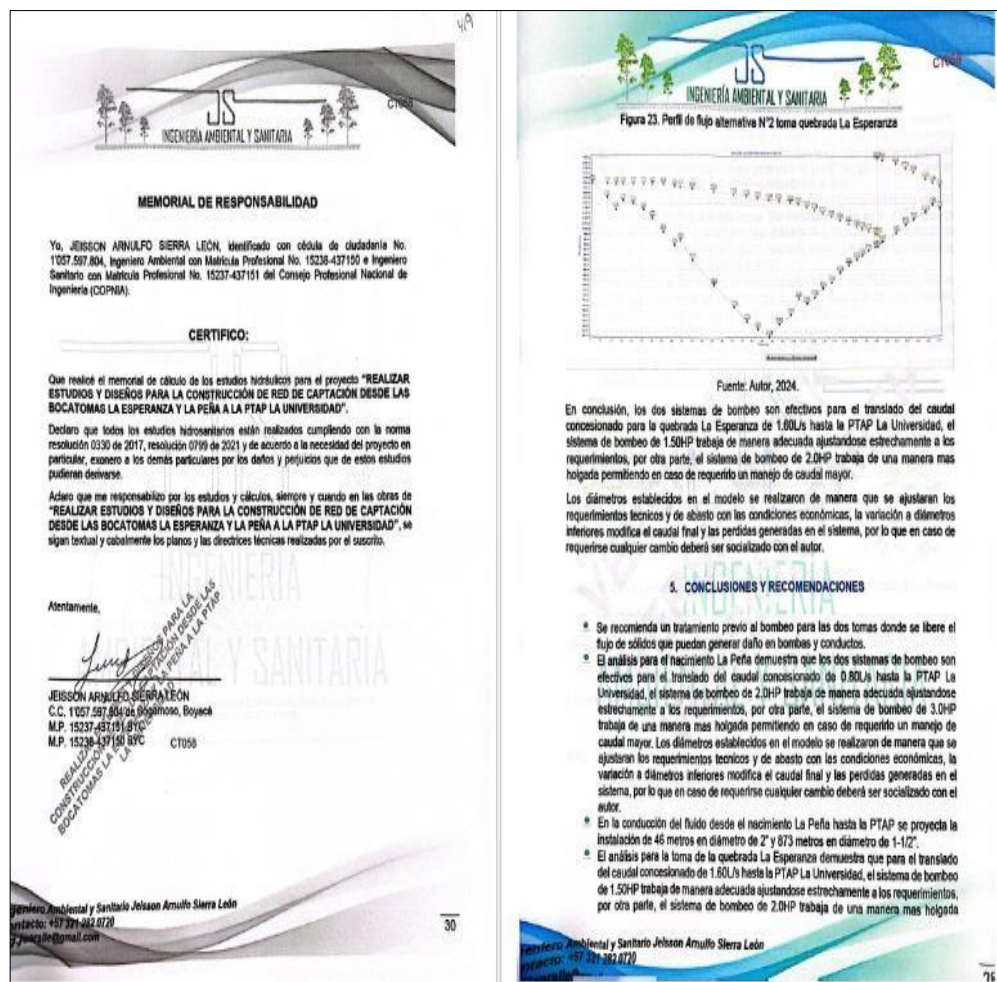 419
CT058
JS
INGENIERÍA AMBIENTAL Y SANITARIA
MEMORIAL DE RESPONSABILIDAD
Yo, JEISSON ARNULFO SIERRA LEÓN, identificado con cédula de ciudadanía No.
1'057.597.804, Ingeniero Ambiental con Matricula Profesional No. 15238-437150 e Ingeniero
Sanitario con Matricula Profesional No. 15237-437151 del Consejo Profesional Nacional de
Ingeniería (COPNIA).
CERTIFICO:
Que realicé el memorial de cálculo de los estudios hidráulicos para el proyecto "REALIZAR
ESTUDIOS Y DISEÑOS PARA LA CONSTRUCCIÓN DE RED DE CAPTACIÓN DESDE LAS
BOCATOMAS LA ESPERANZA Y LA PEÑA A LA PTAP LA UNIVERSIDAD".
Declaro que todos los estudios hidrosanitarios están realizados cumpliendo con la norma
resolución 0330 de 2017, resolución 0799 de 2021 y de acuerdo a la necesidad del proyecto en
particular, exonero a los demás particulares por los daños y perjuicios que de estos estudios
pudieren derivarse.
Aclaro que me responsabilizo por los estudios y cálculos, siempre y cuando en las obras de
"REALIZAR ESTUDIOS Y DISEÑOS PARA LA CONSTRUCCIÓN DE RED DE CAPTACIÓN
DESDE LAS BOCATOMAS LA ESPERANZA Y LA PEÑA A LA PTAP LA UNIVERSIDAD", se
sigan textual y cabalmente los planos y las directrices técnicas realizadas por el suscrito.
INGENIERÍA
AMBIENTAL Y SANITARIA
Atentamente,
JEISSON ARNULFO SIERRA LEÓN
C.C. 1'057.597.804 de Sogamoso, Boyacá
M.P. 15237-437151 BYC
M.P. 15238-437150 BYC CT058
Ingeniero Ambiental y Sanitario Jeisson Arnulfo Sierra León
Contacto: +57 321 282 0720
30
CT058
JS
INGENIERÍA AMBIENTAL Y SANITARIA
Figura 23. Perfil de flujo alternativa N°2 toma quebrada La Esperanza
Fuente: Autor, 2024.
En conclusión, los dos sistemas de bombeo son efectivos para el translado del caudal
concesionado para la quebrada La Esperanza de 1.60L/s hasta la PTAP La Universidad, el
sistema de bombeo de 1.50HP trabaja de manera adecuada ajustandose estrechamente a los
requerimientos, por otra parte, el sistema de bombeo de 2.0HP trabaja de una manera mas
holgada permitiendo en caso de requerirlo un manejo de caudal mayor.
Los diámetros establecidos en el modelo se realizaron de manera que se ajustaran los
requerimientos tecnicos y de abasto con las condiciones económicas, la variación a diámetros
inferiores modifica el caudal final y las perdidas generadas en el sistema, por lo que en caso de
requerirse cualquier cambio deberá ser socializado con el autor.
INGENIERÍA
5. CONCLUSIONES Y RECOMENDACIONES
Se recomienda un tratamiento previo al bombeo para las dos tomas donde se libere el
flujo de sólidos que puedan generar daño en bombas y conductos.
El análisis para el nacimiento La Peña demuestra que los dos sistemas de bombeo son
efectivos para el translado del caudal concesionado de 0.80L/s hasta la PTAP La
Universidad, el sistema de bombeo de 2.0HP trabaja de manera adecuada ajustandose
estrechamente a los requerimientos, por otra parte, el sistema de bombeo de 3.0HP
trabaja de una manera mas holgada permitiendo en caso de requerirlo un manejo de
caudal mayor. Los diámetros establecidos en el modelo se realizaron de manera que se
ajustaran los requerimientos tecnicos y de abasto con las condiciones económicas, la
variación a diámetros inferiores modifica el caudal final y las perdidas generadas en el
sistema, por lo que en caso de requerirse cualquier cambio deberá ser socializado con el
autor.
En la conducción del fluido desde el nacimiento La Peña hasta la PTAP se proyecta la
instalación de 46 metros en diámetro de 2" y 873 metros en diámetro de 1-1/2".
El análisis para la toma de la quebrada La Esperanza demuestra que para el translado
del caudal concesionado de 1.60L/s hasta la PTAP La Universidad, el sistema de bombeo
de 1.50HP trabaja de manera adecuada ajustandose estrechamente a los requerimientos,
por otra parte, el sistema de bombeo de 2.0HP trabaja de una manera mas holgada
Ingeniero Ambiental y Sanitario Jeisson Arnulfo Sierra León
Contacto: +57 321 282 0720